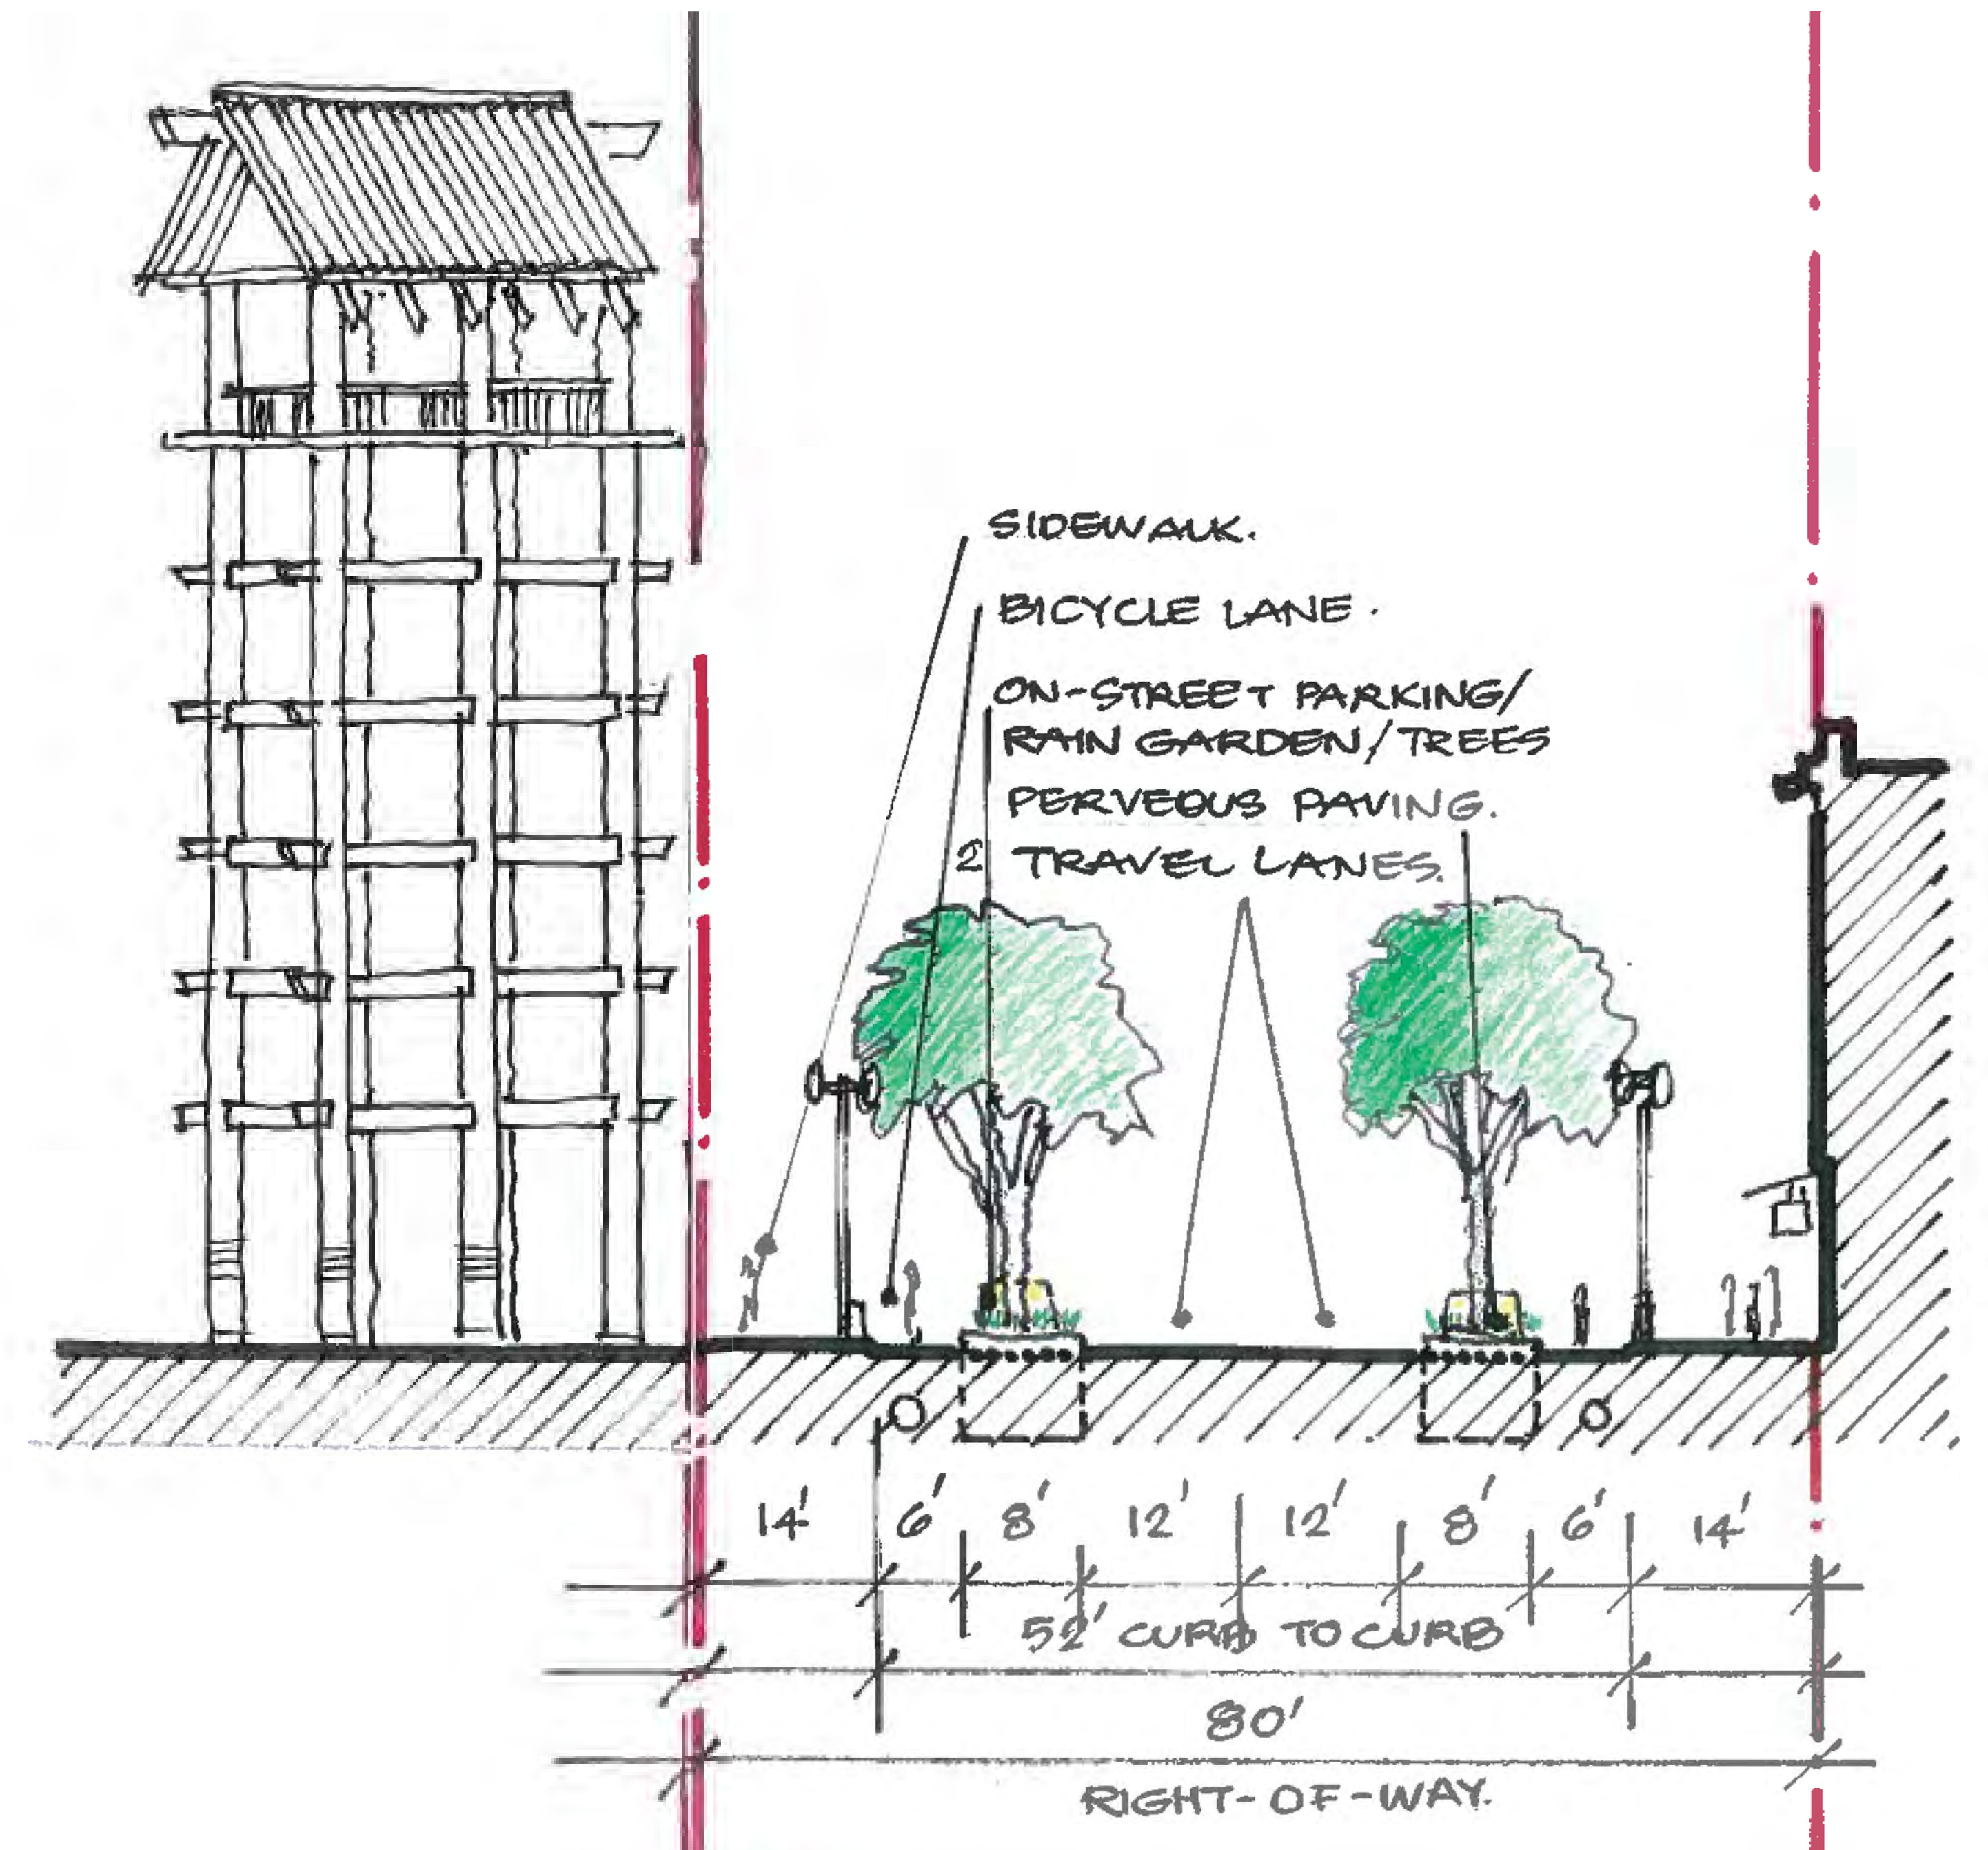 SIDEWALK.
BICYCLE LANE.
ON-STREET PARKING/
RAIN GARDEN/TREES
PERVEOUS PAVING.
2 TRAVEL LANES.
14' 6' 8' 12' 12' 8' 6' 14'
52' CURB TO CURB
80'
RIGHT-OF-WAY.